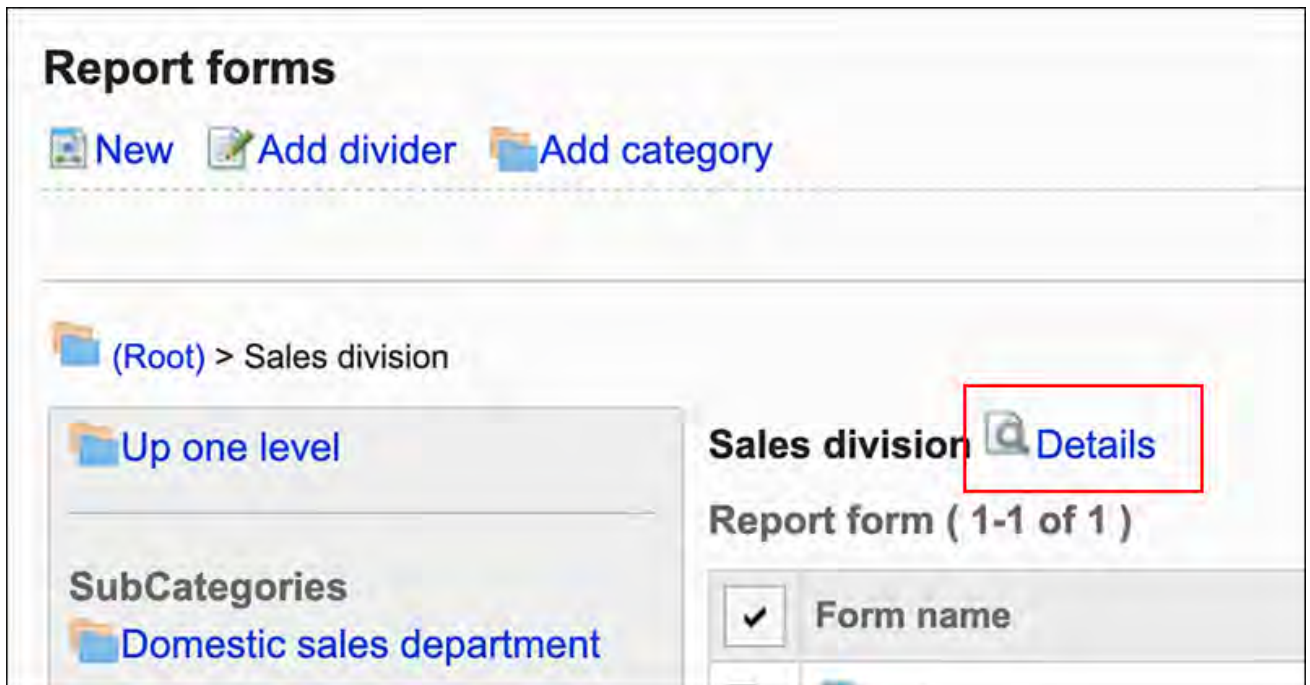 Report forms
New Add divider Add category
(Root) > Sales division
Up one level
Sales division Details
Report form ( 1-1 of 1 )
SubCategories
Domestic sales department
Form name